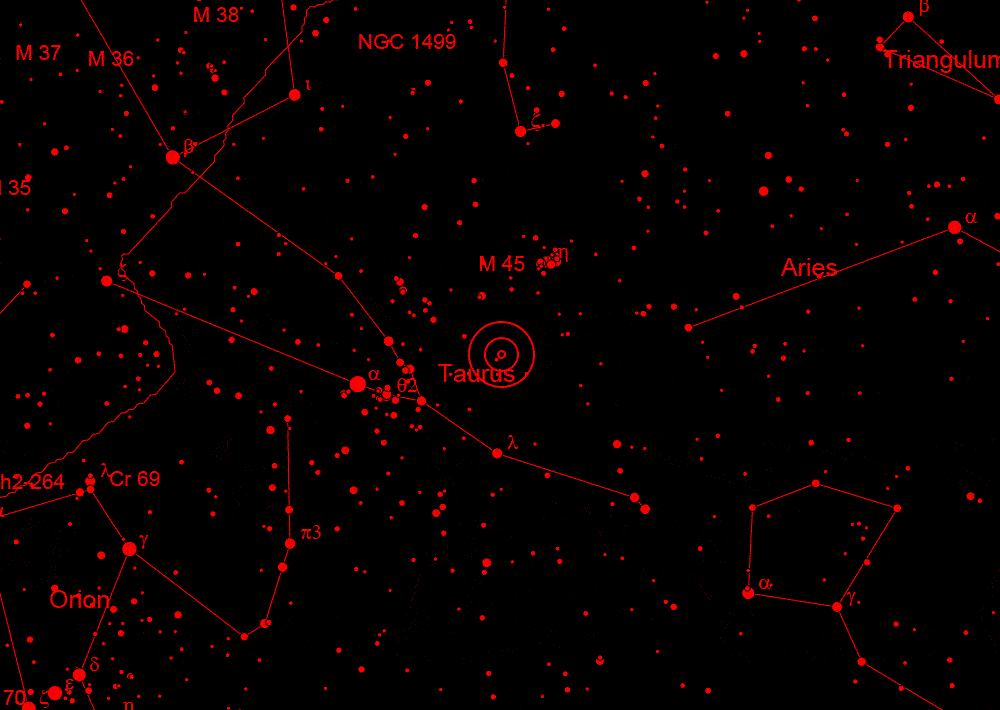 M 38
β
NGC 1499
M 37
M 36
Triangulum
ι
ζ
β
35
α
η
M 45
Aries
ζ
Taurus
α
θ2
λ
λ
Cr 69
h2-264
π3
γ
α
γ
Orion
δ
ε
ζ
70
η